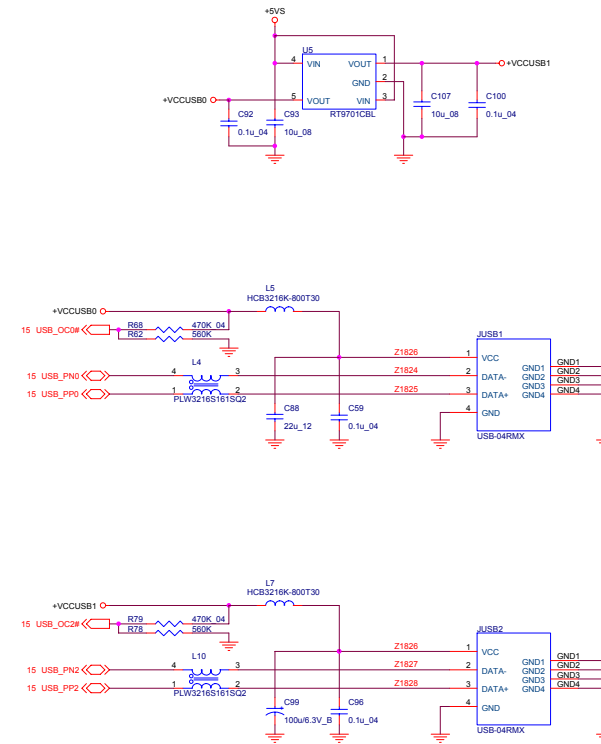 +5VS
U5
4 VIN VOUT 1 +VCCUSB1
GND 2
+VCCUSB0 5 VOUT VIN 3
RT9701CBL
C92 C93 C107 C100
0.1u_04 10u_08 10u_08 0.1u_04
L5
HCB3216K-800T30
+VCCUSB0
15 USB_OC0# R68 470K_04
R62 560K
JUSB1
15 USB_PN0 4 L4 3 Z1826 1 VCC
Z1824 2 DATA-
15 USB_PP0 1 2 Z1825 3 DATA+
PLW3216S161SQ2
GND1 GND1
GND2 GND2
GND3 GND3
GND4 GND4
C88 C59 4 GND
22u_12 0.1u_04 USB-04RMX
L7
HCB3216K-800T30
+VCCUSB1
15 USB_OC2# R79 470K_04
R78 560K
JUSB2
15 USB_PN2 4 L10 3 Z1826 1 VCC
Z1827 2 DATA-
15 USB_PP2 1 2 Z1828 3 DATA+
PLW3216S161SQ2
GND1 GND1
GND2 GND2
GND3 GND3
GND4 GND4
C99 C96 4 GND
100u/6.3V_B 0.1u_04 USB-04RMX